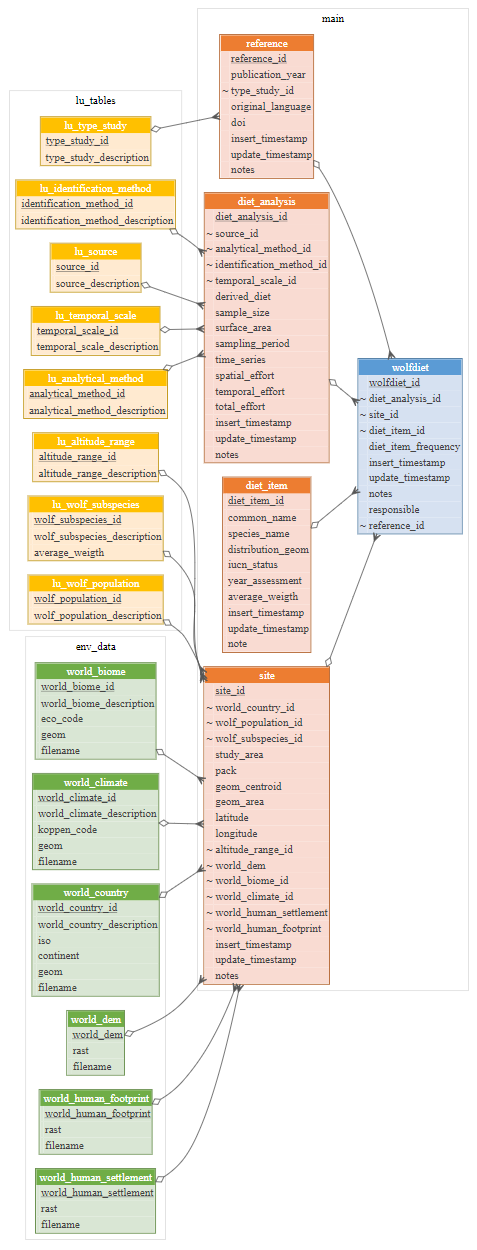 main
reference
reference_id
publication_year
~ type_study_id
original_language
doi
insert_timestamp
update_timestamp
notes
lu_tables
lu_type_study
type_study_id
type_study_description
lu_identification_method
identification_method_id
identification_method_description
lu_source
source_id
source_description
lu_temporal_scale
temporal_scale_id
temporal_scale_description
lu_analytical_method
analytical_method_id
analytical_method_description
lu_altitude_range
altitude_range_id
altitude_range_description
lu_wolf_subspecies
wolf_subspecies_id
wolf_subspecies_description
average_weigth
lu_wolf_population
wolf_population_id
wolf_population_description
diet_analysis
diet_analysis_id
~ source_id
~ analytical_method_id
~ identification_method_id
~ temporal_scale_id
derived_diet
sample_size
surface_area
sampling_period
time_series
spatial_effort
temporal_effort
total_effort
insert_timestamp
update_timestamp
notes
wolfdiet
wolfdiet_id
~ diet_analysis_id
~ site_id
~ diet_item_id
diet_item_frequency
insert_timestamp
update_timestamp
notes
responsible
~ reference_id
diet_item
diet_item_id
common_name
species_name
distribution_geom
iucn_status
year_assessment
average_weigth
insert_timestamp
update_timestamp
note
env_data
world_biome
world_biome_id
world_biome_description
eco_code
geom
filename
world_climate
world_climate_id
world_climate_description
koppen_code
geom
filename
world_country
world_country_id
world_country_description
iso
continent
geom
filename
world_dem
world_dem
rast
filename
world_human_footprint
world_human_footprint
rast
filename
world_human_settlement
world_human_settlement
rast
filename
site
site_id
~ world_country_id
~ wolf_population_id
~ wolf_subspecies_id
study_area
pack
geom_centroid
geom_area
latitude
longitude
~ altitude_range_id
~ world_dem
~ world_biome_id
~ world_climate_id
~ world_human_settlement
~ world_human_footprint
insert_timestamp
update_timestamp
notes